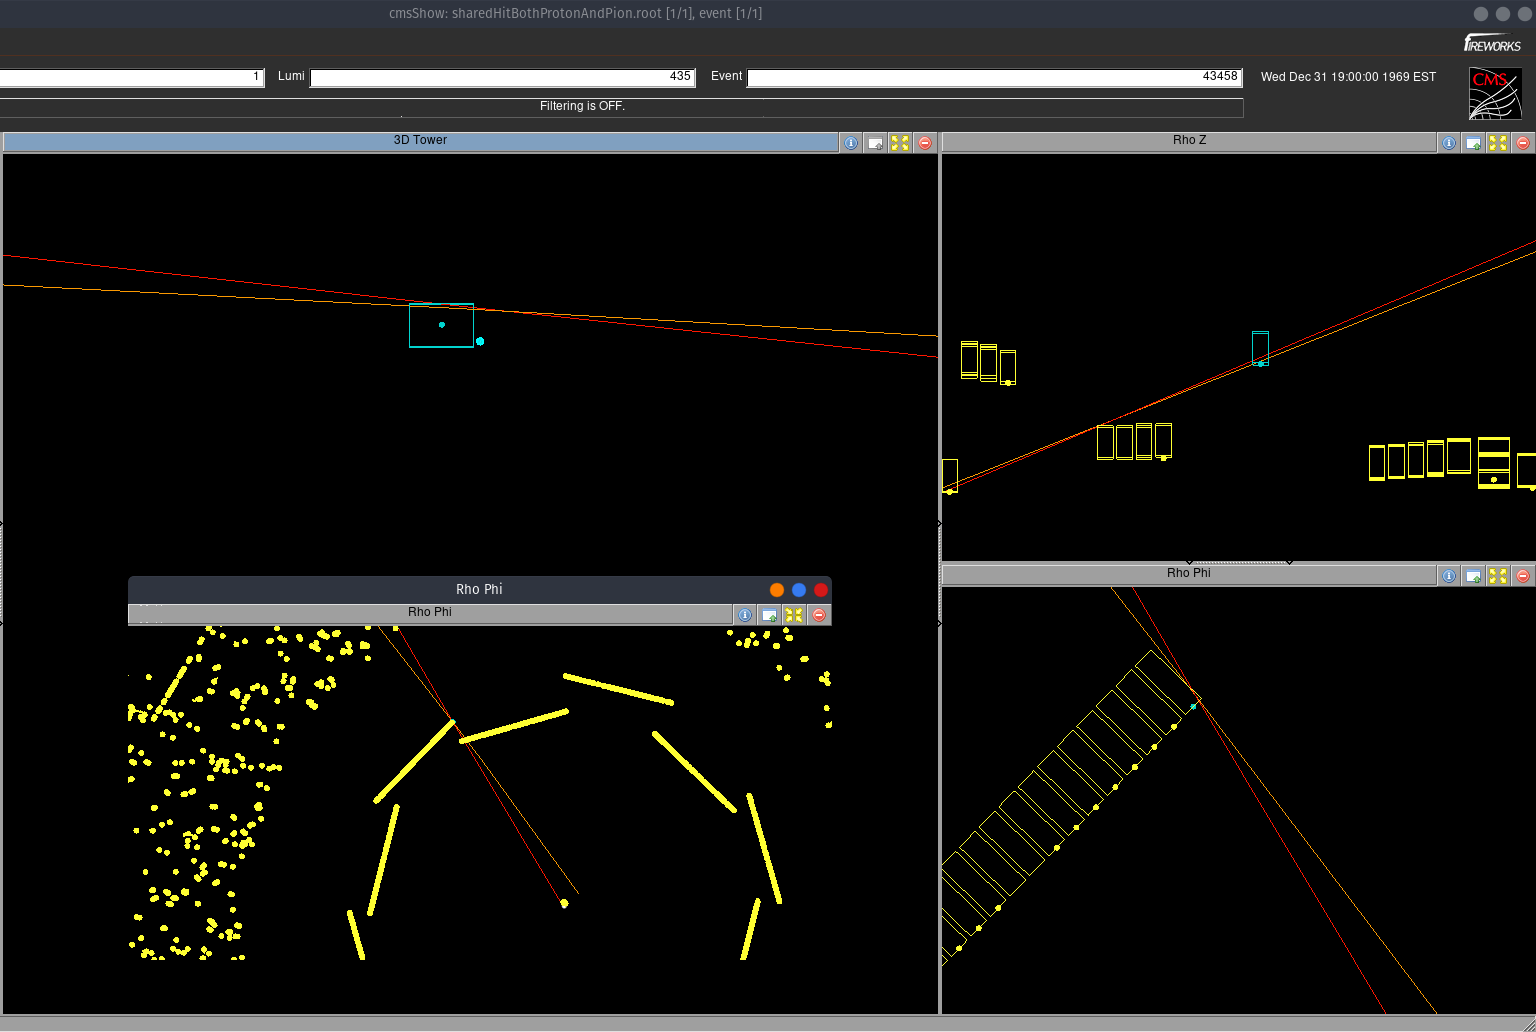 cmsShow: sharedHitBothProtonAndPion.root [1/1], event [1/1]
FIREWORKS
1 Lumi 435 Event 43458 Wed Dec 31 19:00:00 1969 EST
CMS
Filtering is OFF.
3D Tower
Rho Z
Rho Phi
Rho Phi
Rho Phi